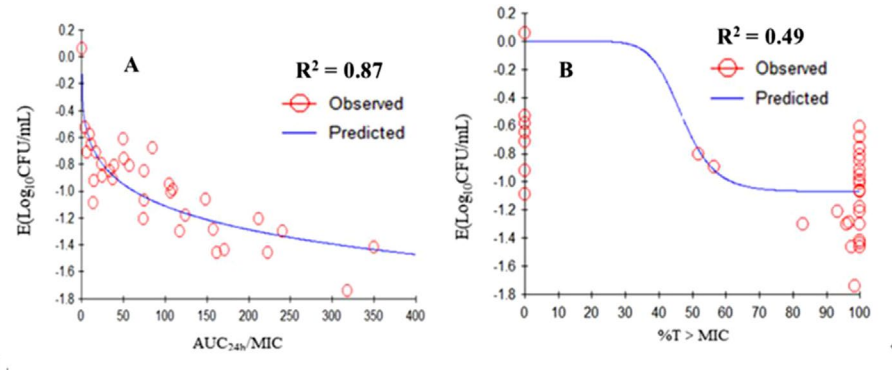 A
R² = 0.87
Observed
Predicted
E(Log₁₀CFU/mL)
0.2
0.0
-0.2
-0.4
-0.6
-0.8
-1.0
-1.2
-1.4
-1.6
-1.8
0 50 100 150 200 250 300 350 400
AUC₂₄ₕ/MIC
B
R² = 0.49
Observed
Predicted
E(Log₁₀CFU/mL)
0.2
0.0
-0.2
-0.4
-0.6
-0.8
-1.0
-1.2
-1.4
-1.6
-1.8
0 10 20 30 40 50 60 70 80 90 100
%T > MIC